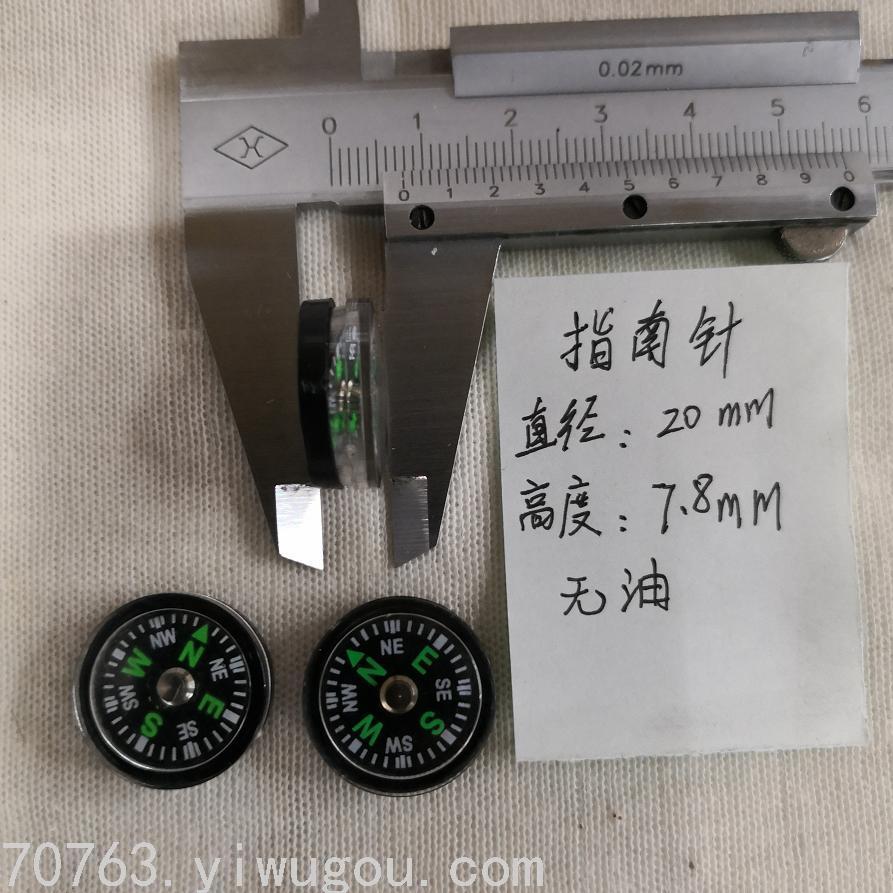 0.02mm
0 1 2 3 4 5 6
0 1 2 3 4 5 6 7 8 9 0
指南针
直径：20mm
高度：7.8mm
无油
N NE E SE S SW W NW
N NE E SE S SW W NW
70763.yiwugou.com